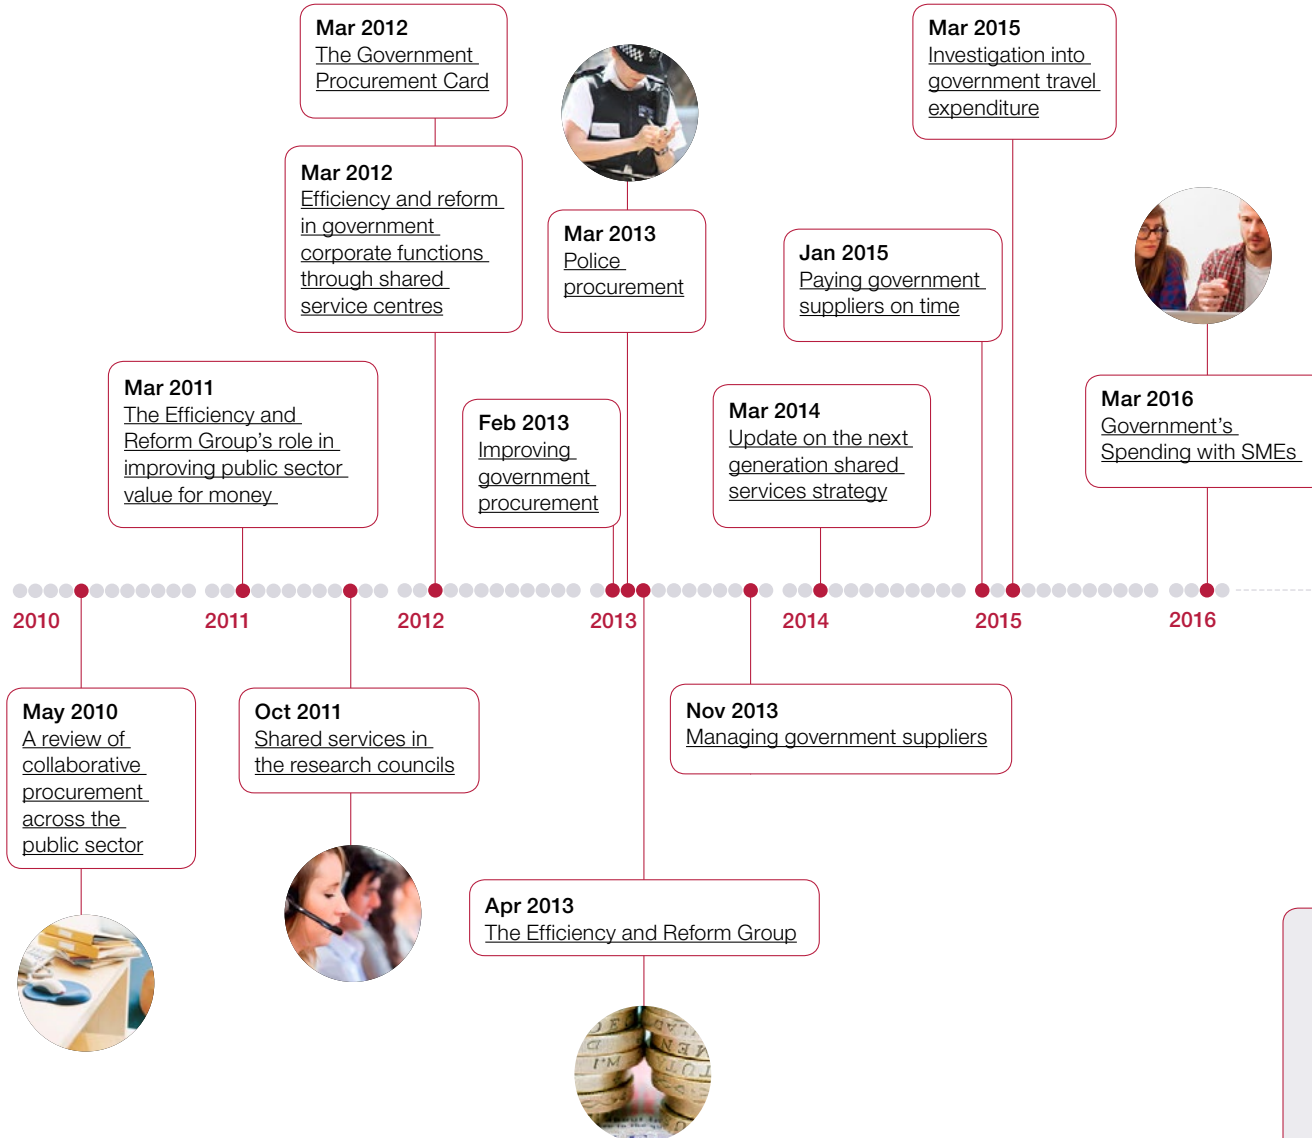 Mar 2012
The Government
Procurement Card
Mar 2015
Investigation into
government travel
expenditure
Mar 2012
Efficiency and reform
in government
corporate functions
through shared
service centres
Mar 2013
Police
procurement
Jan 2015
Paying government
suppliers on time
Mar 2011
The Efficiency and
Reform Group's role in
improving public sector
value for money
Feb 2013
Improving
government
procurement
Mar 2014
Update on the next
generation shared
services strategy
Mar 2016
Government's
Spending with SMEs
2010
2011
2012
2013
2014
2015
2016
May 2010
A review of
collaborative
procurement
across the
public sector
Oct 2011
Shared services in
the research councils
Nov 2013
Managing government suppliers
Apr 2013
The Efficiency and Reform Group